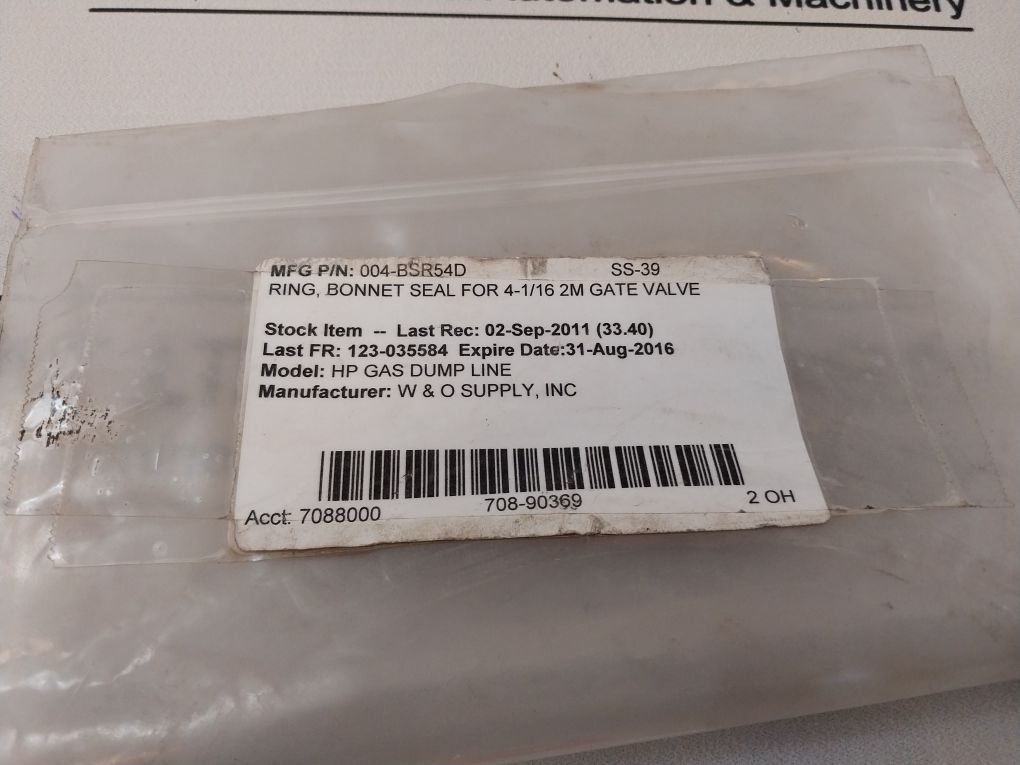 Automation & Machinery
MFG P/N: 004-BSR54D SS-39
RING, BONNET SEAL FOR 4-1/16 2M GATE VALVE
Stock Item -- Last Rec: 02-Sep-2011 (33.40)
Last FR: 123-035584 Expire Date:31-Aug-2016
Model: HP GAS DUMP LINE
Manufacturer: W & O SUPPLY, INC
708-90369
Acct: 7088000 2 OH